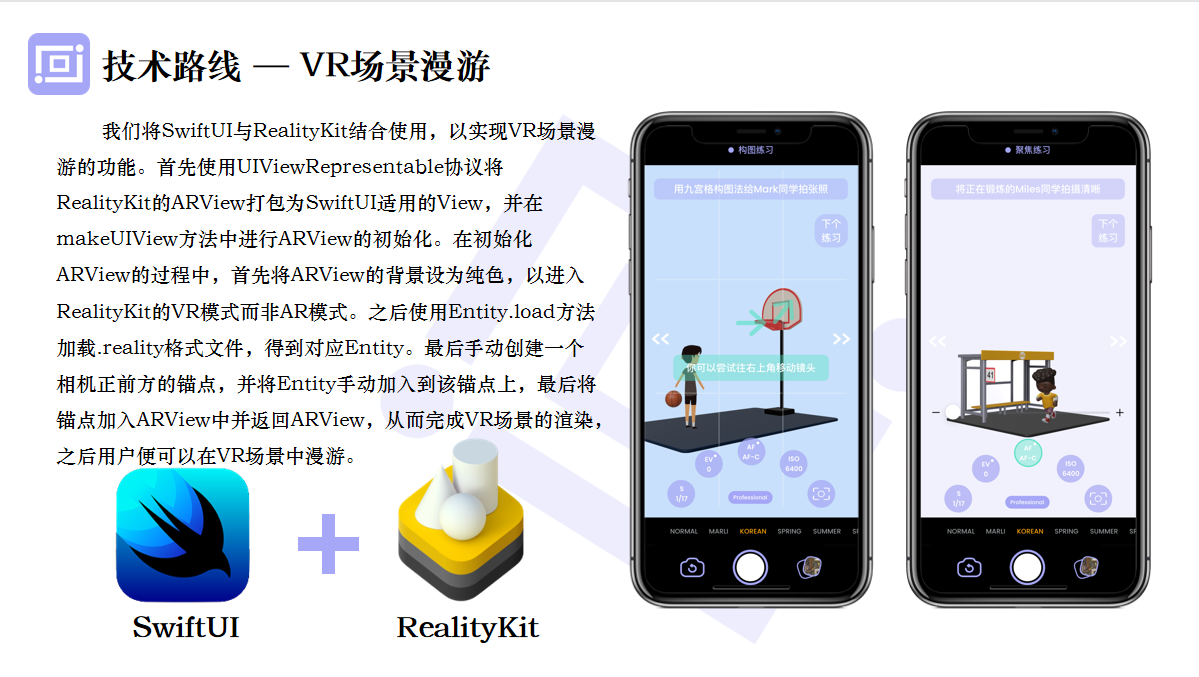 技术路线 — VR场景漫游
我们将SwiftUI与RealityKit结合使用，以实现VR场景漫
游的功能。首先使用UIViewRepresentable协议将
RealityKit的ARView打包为SwiftUI适用的View，并在
makeUIView方法中进行ARView的初始化。在初始化
ARView的过程中，首先将ARView的背景设为纯色，以进入
RealityKit的VR模式而非AR模式。之后使用Entity.load方法
加载.reality格式文件，得到对应Entity。最后手动创建一个
相机正前方的锚点，并将Entity手动加入到该锚点上，最后将
锚点加入ARView中并返回ARView，从而完成VR场景的渲染，
之后用户便可以在VR场景中漫游。
SwiftUI
RealityKit
构图练习
用九宫格构图法给Mark同学拍张照
下个
练习
你可以尝试往右上角移动镜头
EV
0
AF
AF-C
ISO
6400
S
1/17
Professional
NORMAL MARLI KOREAN SPRING SUMMER S
聚焦练习
将正在锻炼的Miles同学拍摄清晰
下个
练习
41
EV
0
AF
AF-C
ISO
6400
S
1/17
Professional
NORMAL MARLI KOREAN SPRING SUMMER SF